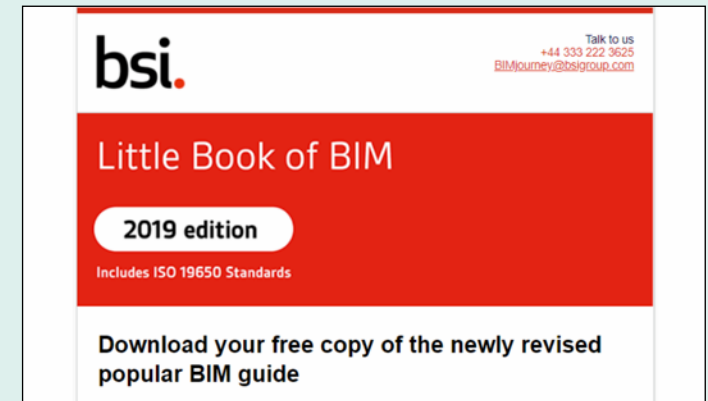 bsi.
Talk to us
+44 333 222 3625
BIMjourney@bsigroup.com
Little Book of BIM
2019 edition
Includes ISO 19650 Standards
Download your free copy of the newly revised
popular BIM guide